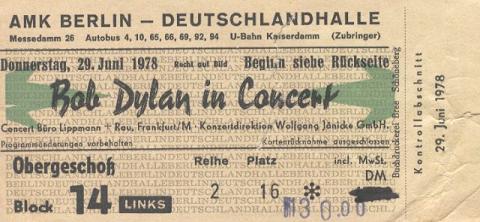 AMK BERLIN — DEUTSCHLANDHALLE
Messedamm 26 Autobus 4, 10, 65, 66, 69, 92, 94 U-Bahn Kaiserdamm (Zubringer)
Donnerstag, 29. Juni 1978 Recht auf Bild Beginn siehe Rückseite
Bob Dylan in Concert
Concert Büro Lippmann + Rau, Frankfurt/M · Konzertdirektion Wolfgang Jänicke GmbH.
Programmänderungen vorbehalten Kartenrücknahme ausgeschlossen
Obergeschoß Reihe Platz incl. MwSt.
DM
Block 14 LINKS 2 16 * 30.00
Buchdruckerei Bree Schöneberg
Kontrollabschnitt
29. Juni 1978